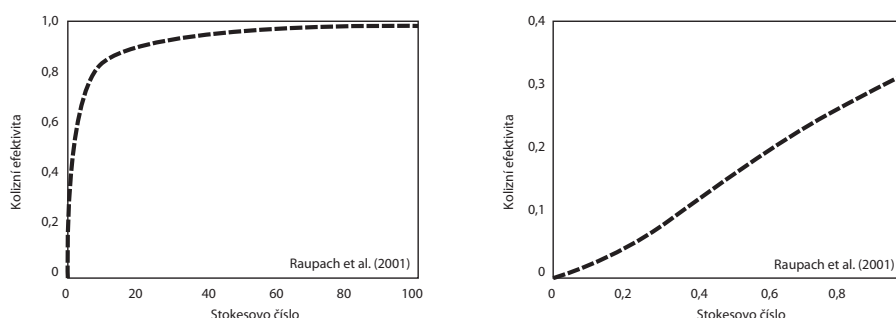 1,0
0,8
0,6
0,4
0,2
0
Kolizní efektivita
Raupach et al. (2001)
0 20 40 60 80 100
Stokesovo číslo
0,4
0,3
0,2
0,1
0
Kolizní efektivita
Raupach et al. (2001)
0 0,2 0,4 0,6 0,8
Stokesovo číslo